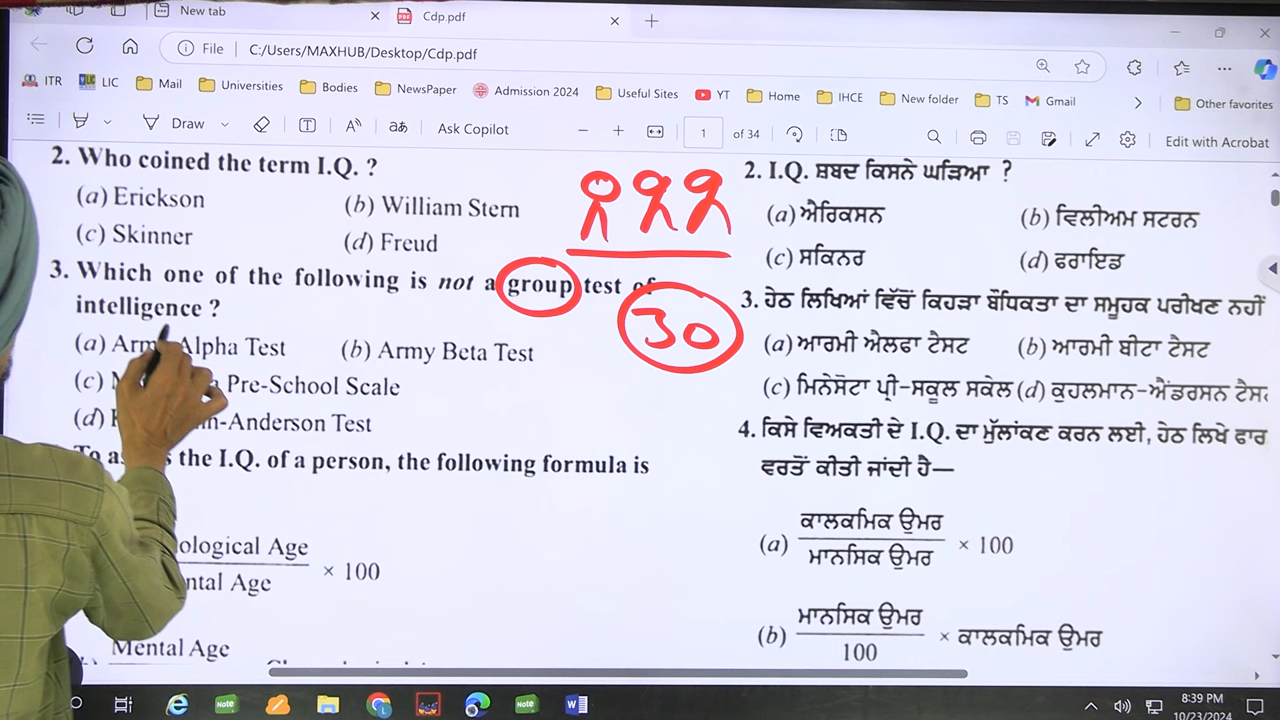 New tab
Cdp.pdf
File
C:/Users/MAXHUB/Desktop/Cdp.pdf
ITR
LIC
Mail
Universities
Bodies
NewsPaper
Admission 2024
Useful Sites
YT
Home
IHCE
New folder
TS
Gmail
Other favorites
Draw
Ask Copilot
1 of 34
Edit with Acrobat
2. Who coined the term I.Q. ?
(a) Erickson (b) William Stern
(c) Skinner (d) Freud
3. Which one of the following is not a group test of
intelligence ?
(a) Alpha Test (b) Army Beta Test
(c) Pre-School Scale
(d) Anderson Test
the I.Q. of a person, the following formula is
Age
Age
× 100
Mental Age
30
2. I.Q. ਸ਼ਬਦ ਕਿਸਨੇ ਘੜਿਆ ?
(a) ਐਰਿਕਸਨ (b) ਵਿਲੀਅਮ ਸਟਰਨ
(c) ਸਕਿਨਰ (d) ਫਰਾਇਡ
3. ਹੇਠ ਲਿਖਿਆਂ ਵਿੱਚੋਂ ਕਿਹੜਾ ਬੌਧਿਕਤਾ ਦਾ ਸਮੂਹਕ ਪਰੀਖਣ ਨਹੀਂ
(a) ਆਰਮੀ ਐਲਫਾ ਟੈਸਟ (b) ਆਰਮੀ ਬੀਟਾ ਟੈਸਟ
(c) ਮਿਨੇਸੋਟਾ ਪ੍ਰੀ-ਸਕੂਲ ਸਕੇਲ (d) ਕੁਹਲਮਾਨ-ਐਂਡਰਸਨ
4. ਕਿਸੇ ਵਿਅਕਤੀ ਦੇ I.Q. ਦਾ ਮੁੱਲਾਂਕਣ ਕਰਨ ਲਈ, ਹੇਠ ਲਿਖੇ
ਵਰਤੋਂ ਕੀਤੀ ਜਾਂਦੀ ਹੈ—
(a) ਕਾਲਕਮਿਕ ਉਮਰ
ਮਾਨਸਿਕ ਉਮਰ
× 100
(b) ਮਾਨਸਿਕ ਉਮਰ
100
× ਕਾਲਕਮਿਕ ਉਮਰ
8:39 PM
10/23/2024